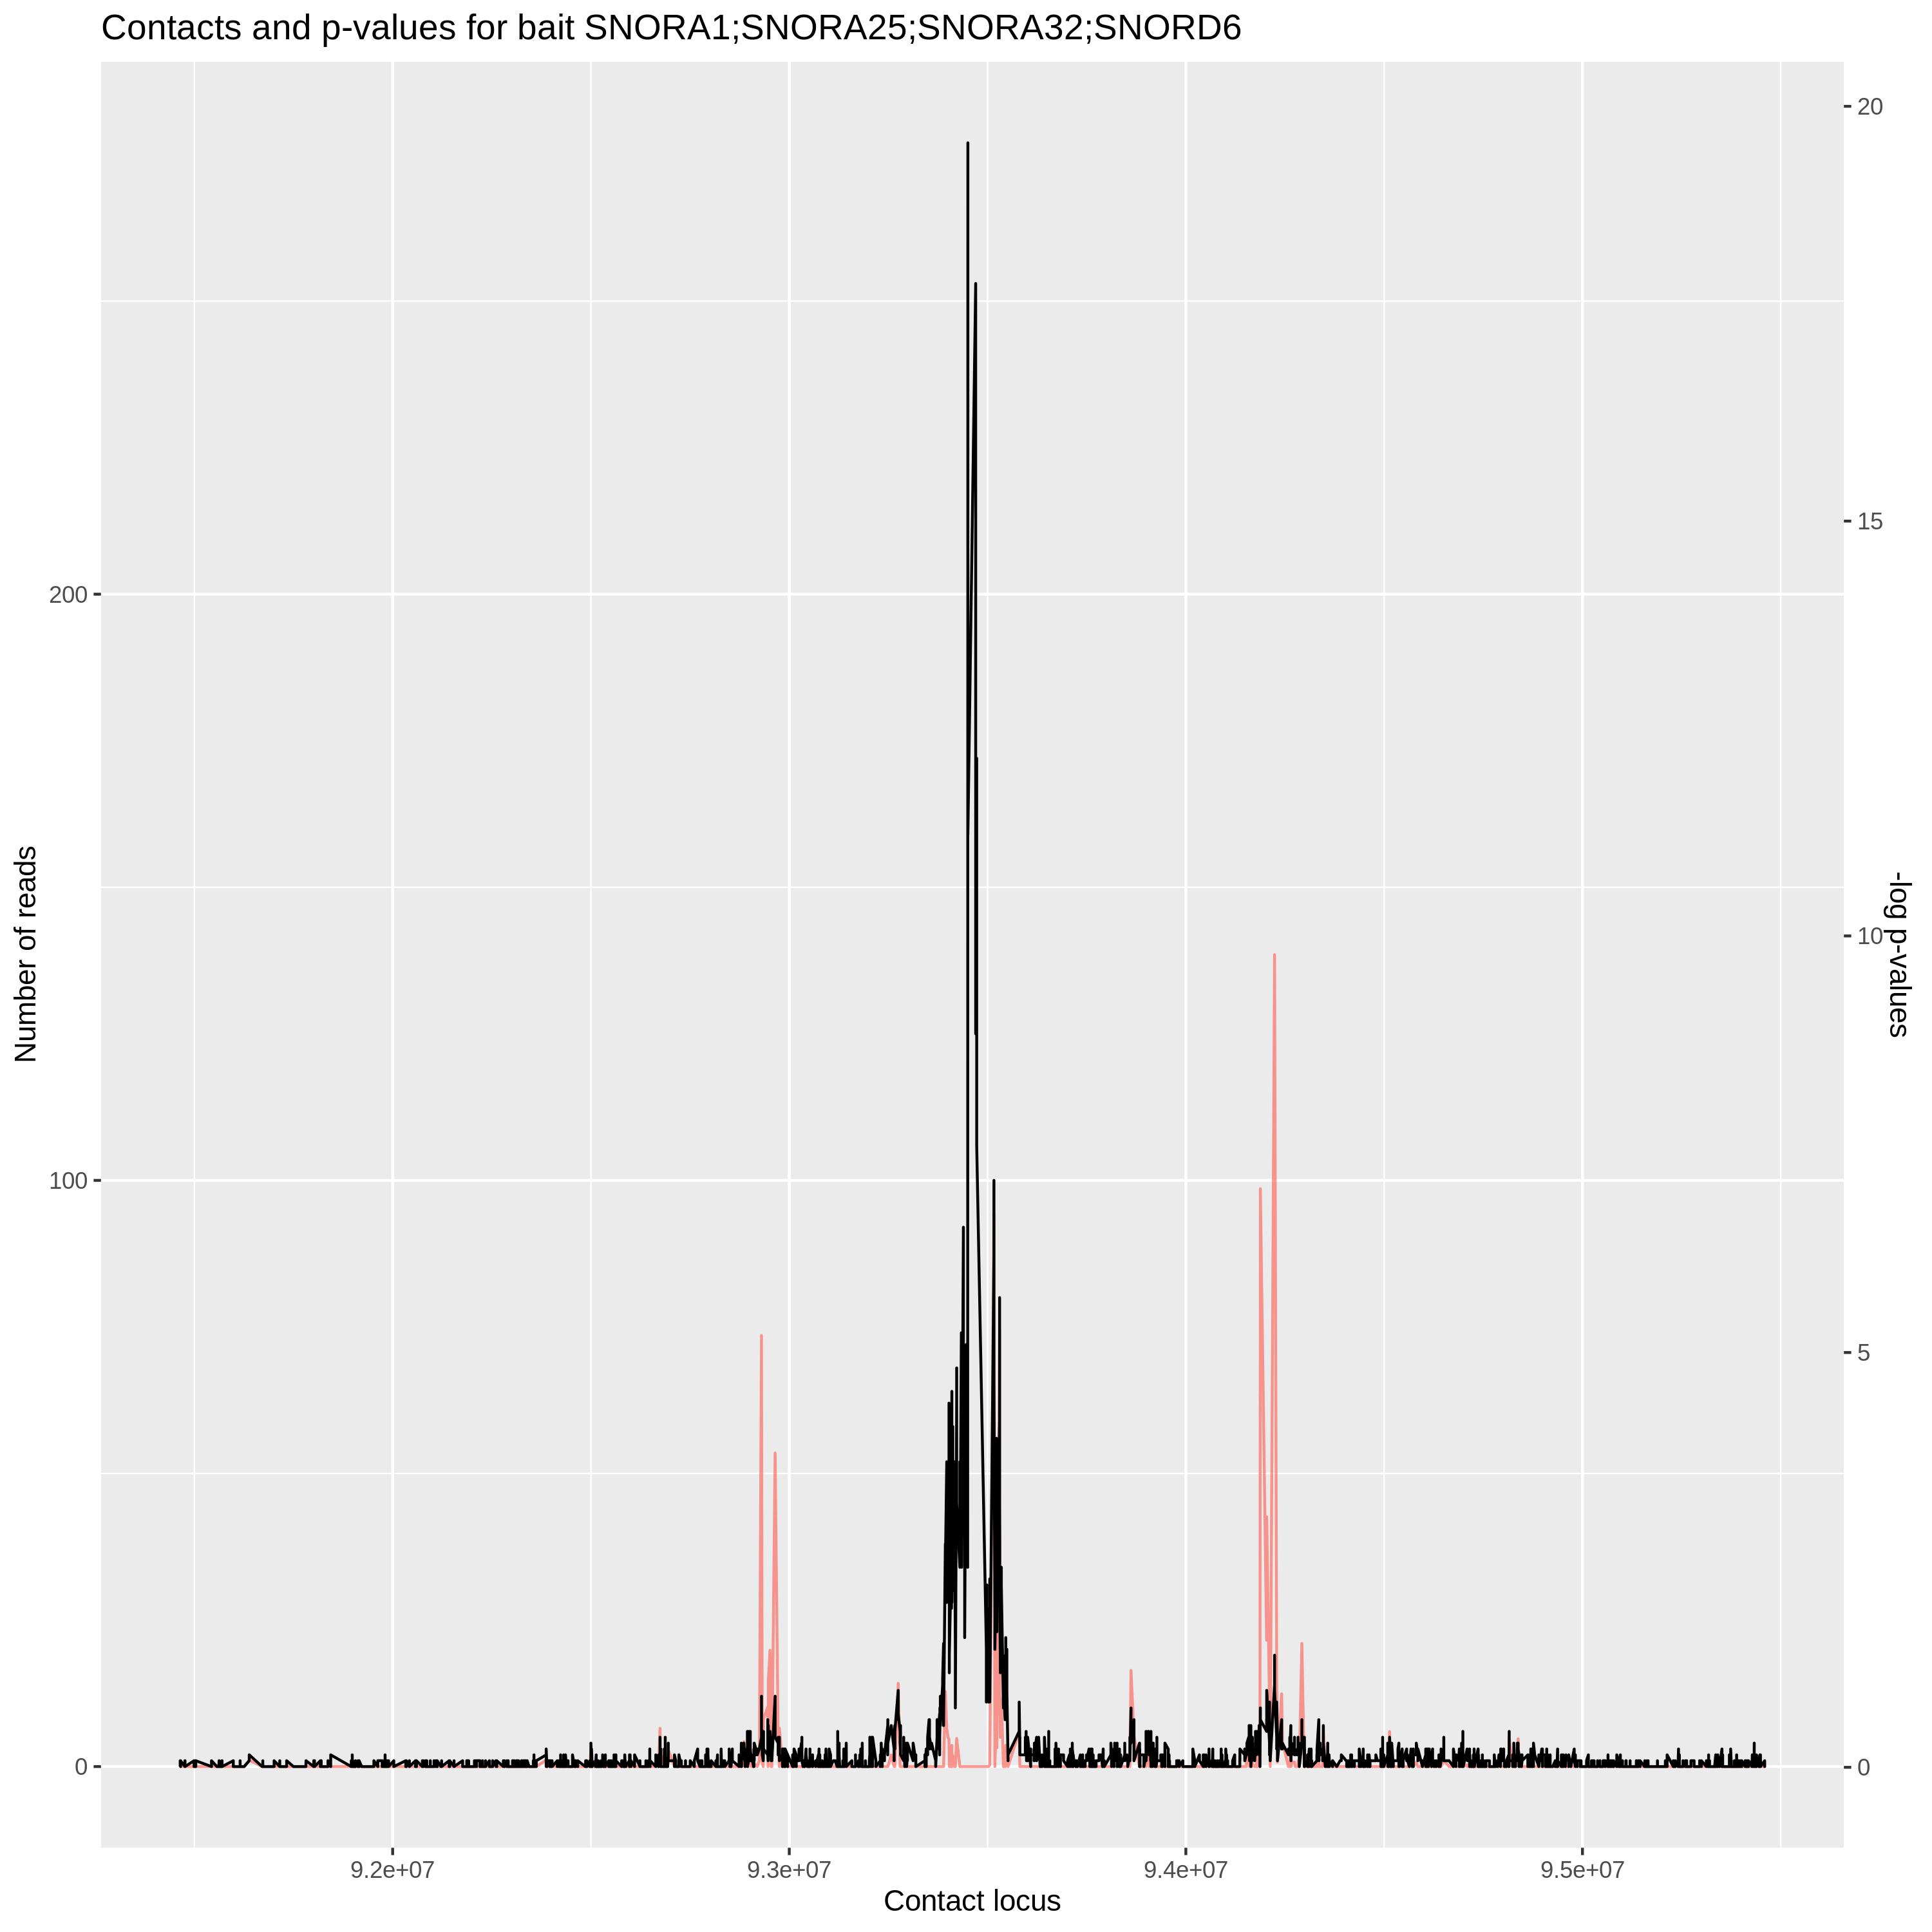 Contacts and p-values for bait SNORA1;SNORA25;SNORA32;SNORD6
20
15
200
10
Number of reads
-log p-values
100
5
0
0
9.2e+07
9.3e+07
9.4e+07
9.5e+07
Contact locus